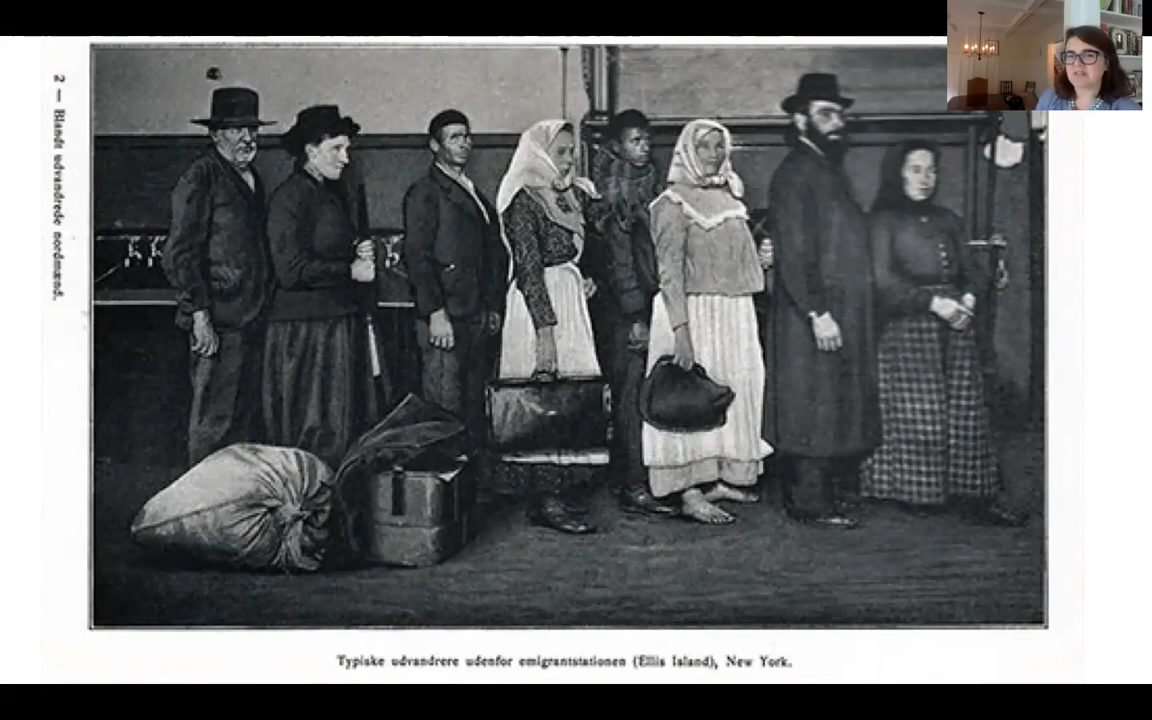 2 — Blandt udvandrede nordmænd.
Typiske udvandrere udenfor emigrantstationen (Ellis Island), New York.